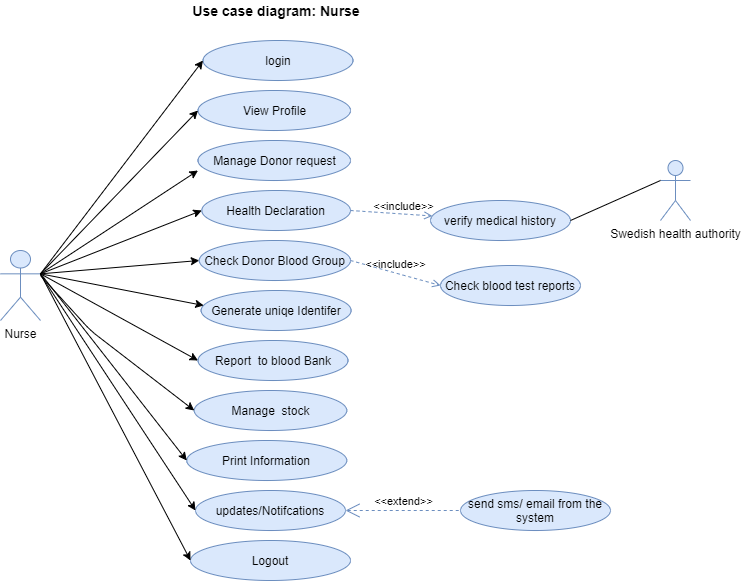 Use case diagram: Nurse
login
View Profile
Manage Donor request
Health Declaration
<<include>>
verify medical history
Swedish health authority
Check Donor Blood Group
<<include>>
Check blood test reports
Nurse
Generate uniqe Identifer
Report  to blood Bank
Manage  stock
Print Information
updates/Notifcations
<<extend>>
send sms/ email from the
system
Logout